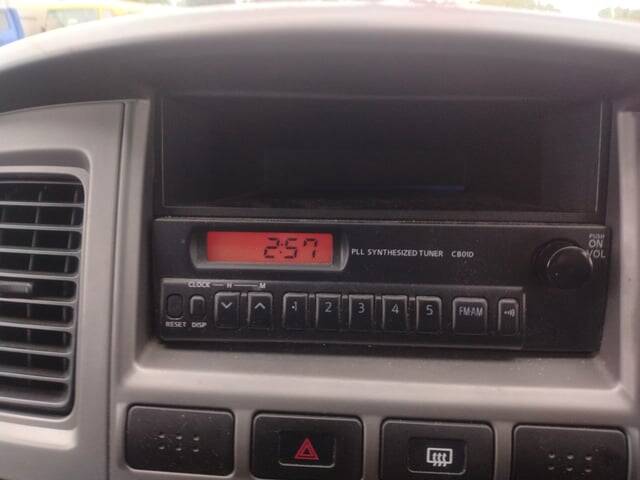 2:57
PLL SYNTHESIZED TUNER CB01D
PUSH
ON
VOL
CLOCK H M
RESET DISP
1 2 3 4 5 FM·AM